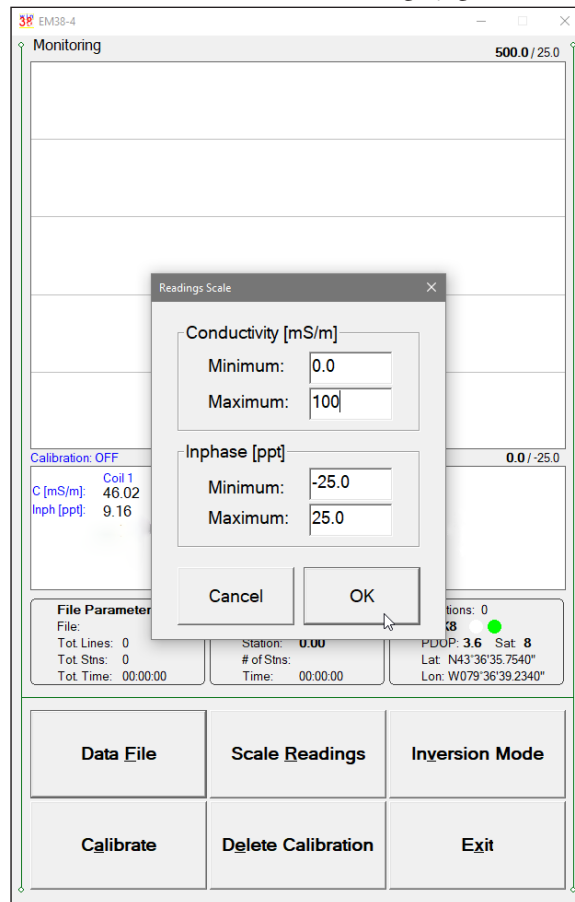 EM38-4
Monitoring
500.0 / 25.0
Readings Scale
Conductivity [mS/m]
Minimum: 0.0
Maximum: 100
Calibration: OFF
0.0 / -25.0
Inphase [ppt]
Coil 1
C [mS/m]: 46.02
Inph [ppt]: 9.16
Minimum: -25.0
Maximum: 25.0
Cancel
OK
File Parameter
File:
Tot. Lines: 0
Tot. Stns: 0
Tot. Time: 00:00:00
Station: 0.00
# of Stns:
Time: 00:00:00
tions: 0
PDOP: 3.6 Sat: 8
Lat: N43°36'35.7540"
Lon: W079°36'39.2340"
Data File
Scale Readings
Inversion Mode
Calibrate
Delete Calibration
Exit